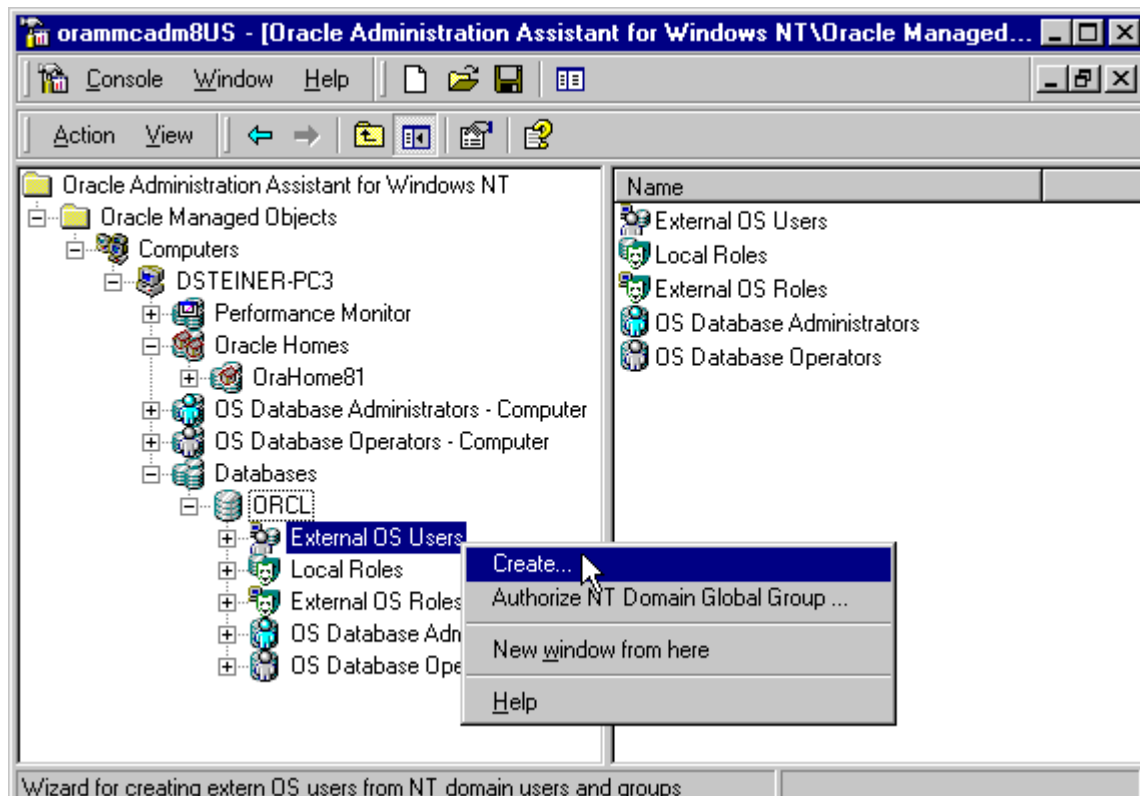 orammcadm8US - [Oracle Administration Assistant for Windows NT\Oracle Managed...
Console Window Help
Action View
Oracle Administration Assistant for Windows NT
Oracle Managed Objects
Computers
DSTEINER-PC3
Performance Monitor
Oracle Homes
OraHome81
OS Database Administrators - Computer
OS Database Operators - Computer
Databases
ORCL
External OS Users
Local Roles
External OS Roles
OS Database Adm
OS Database Ope
Create...
Authorize NT Domain Global Group ...
New window from here
Help
Name
External OS Users
Local Roles
External OS Roles
OS Database Administrators
OS Database Operators
Wizard for creating extern OS users from NT domain users and groups